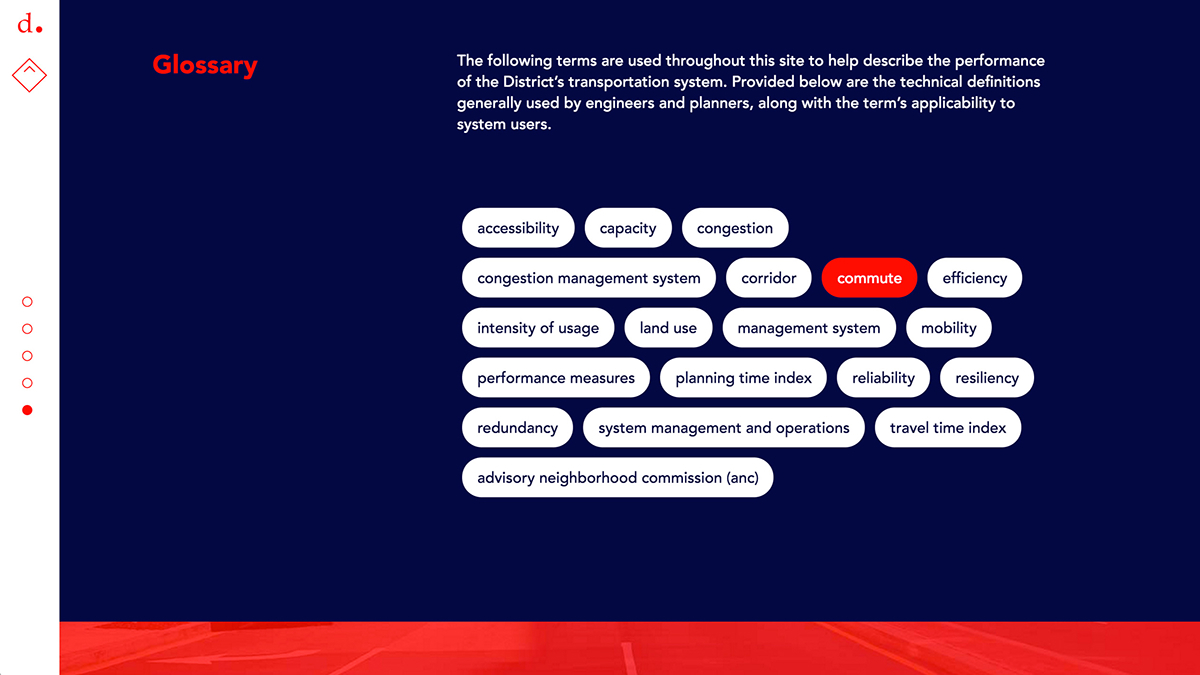 d.
Glossary
The following terms are used throughout this site to help describe the performance
of the District’s transportation system. Provided below are the technical definitions
generally used by engineers and planners, along with the term’s applicability to
system users.
accessibility capacity congestion
congestion management system corridor commute efficiency
intensity of usage land use management system mobility
performance measures planning time index reliability resiliency
redundancy system management and operations travel time index
advisory neighborhood commission (anc)